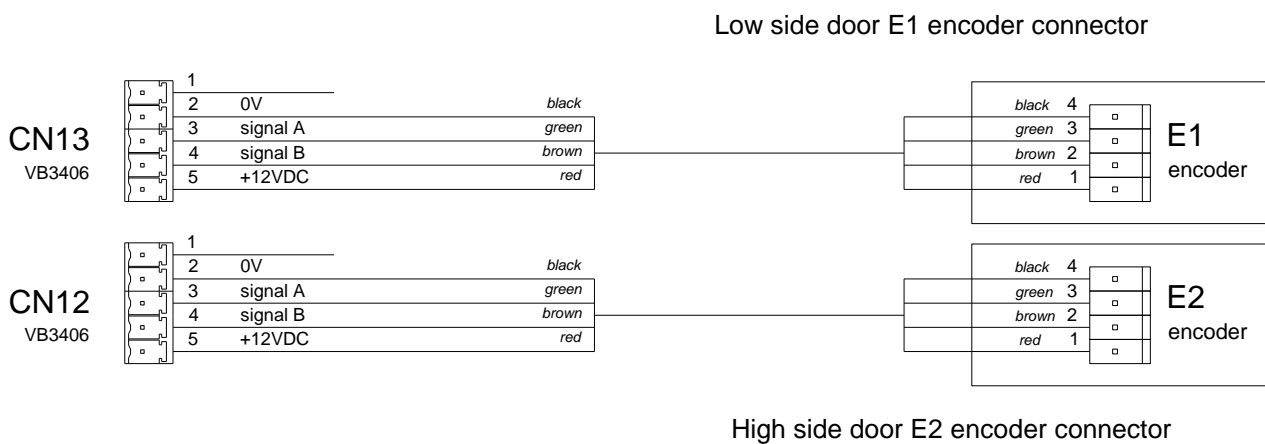 Low side door E1 encoder connector
CN13
VB3406
1
2 0V black
3 signal A green
4 signal B brown
5 +12VDC red
black 4
green 3
brown 2
red 1
E1
encoder
CN12
VB3406
1
2 0V black
3 signal A green
4 signal B brown
5 +12VDC red
black 4
green 3
brown 2
red 1
E2
encoder
High side door E2 encoder connector